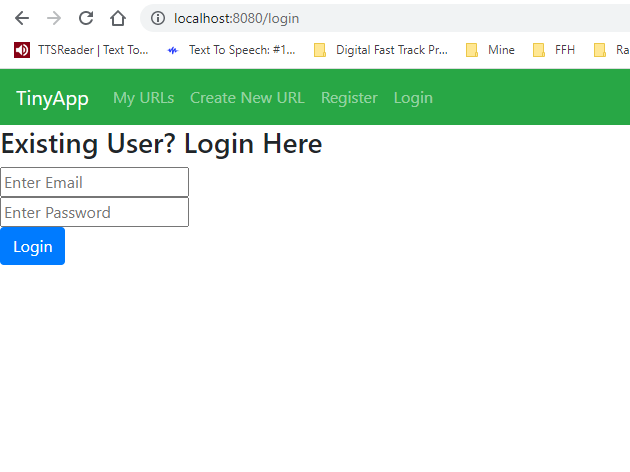 localhost:8080/login
TTSReader | Text To... Text To Speech: #1... Digital Fast Track Pr... Mine FFH Ra
TinyApp My URLs Create New URL Register Login
Existing User? Login Here
Enter Email
Enter Password
Login